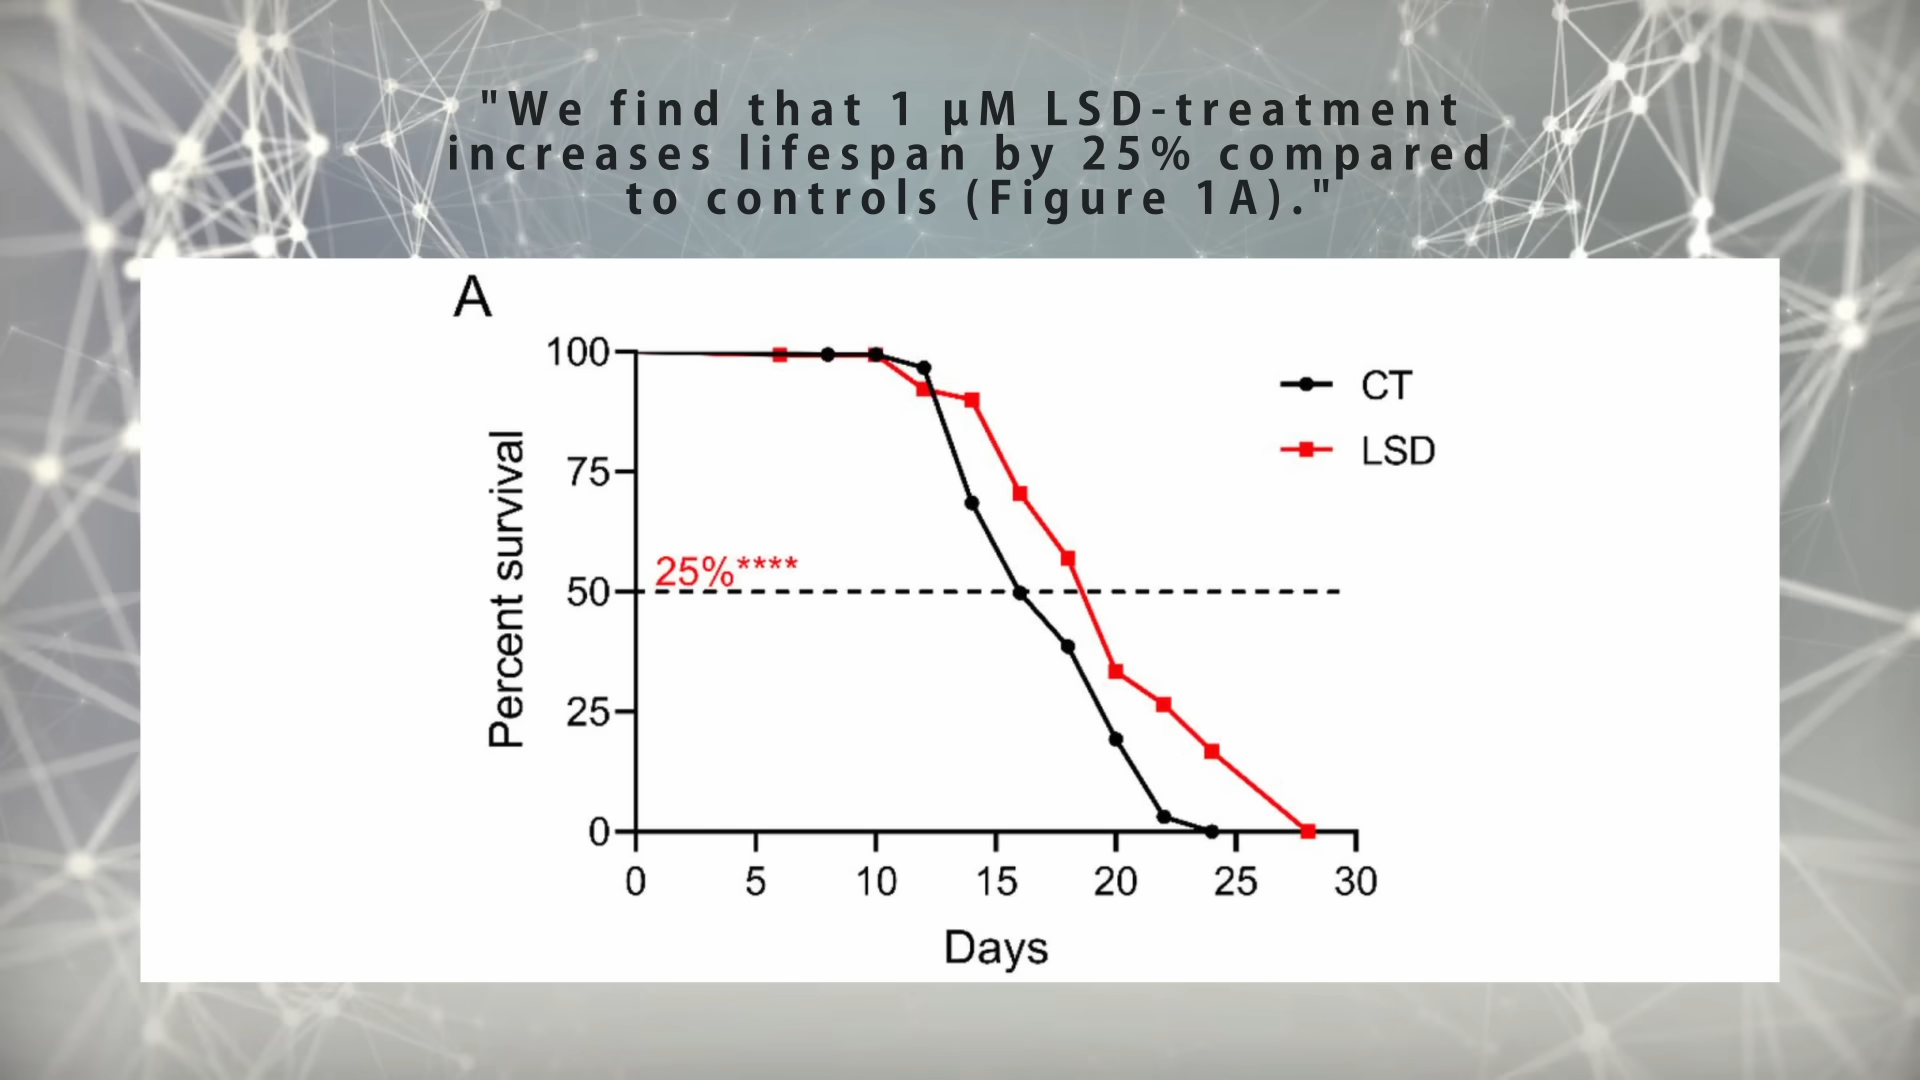 "We find that 1 µM LSD-treatment
increases lifespan by 25% compared
to controls (Figure 1A)."
A
100
75
50
25
0
Percent survival
25%****
CT
LSD
0 5 10 15 20 25 30
Days